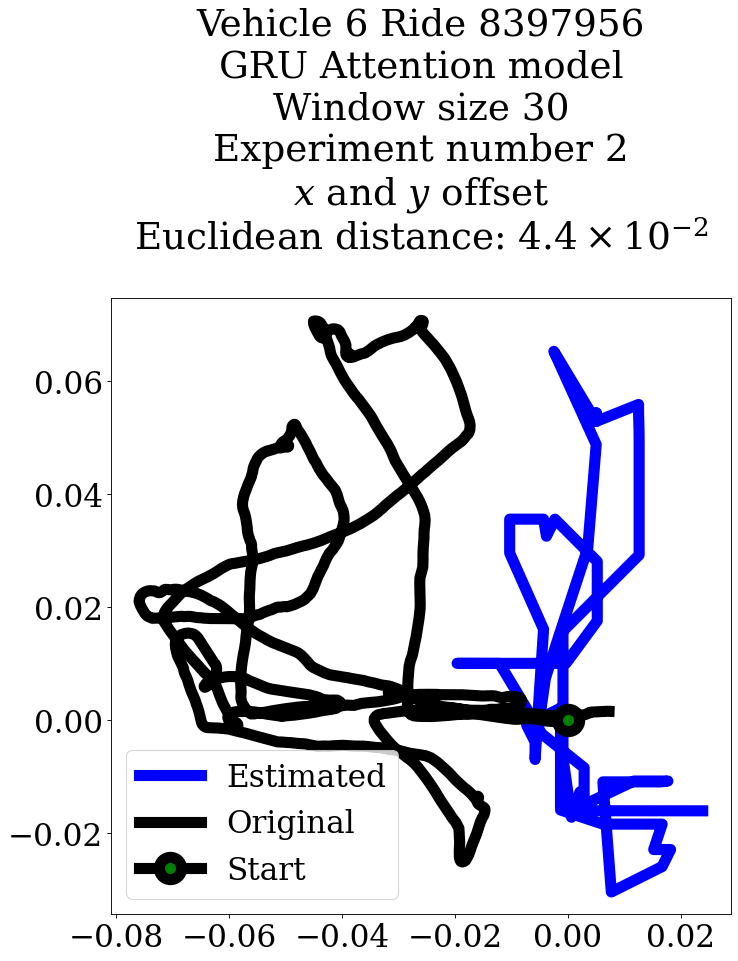 Vehicle 6 Ride 8397956
GRU Attention model
Window size 30
Experiment number 2
x and y offset
Euclidean distance: 4.4 × 10⁻²
0.06
0.04
0.02
0.00
−0.02
Estimated
Original
Start
−0.08 −0.06 −0.04 −0.02 0.00 0.02